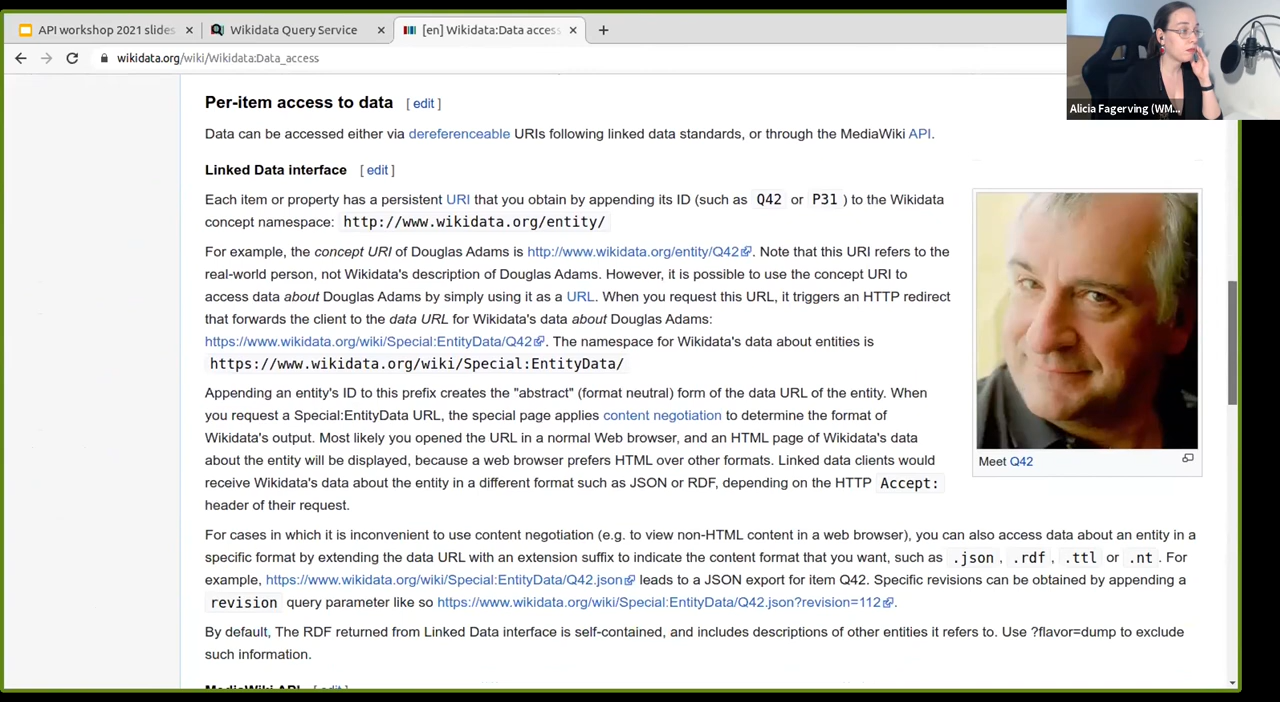 API workshop 2021 slides
Wikidata Query Service
[en] Wikidata:Data access
wikidata.org/wiki/Wikidata:Data_access
Alicia Fagerving (WM...
Per-item access to data [ edit ]
Data can be accessed either via dereferenceable URIs following linked data standards, or through the MediaWiki API.
Linked Data interface [ edit ]
Each item or property has a persistent URI that you obtain by appending its ID (such as Q42 or P31 ) to the Wikidata
concept namespace: http://www.wikidata.org/entity/
For example, the concept URI of Douglas Adams is http://www.wikidata.org/entity/Q42. Note that this URI refers to the
real-world person, not Wikidata's description of Douglas Adams. However, it is possible to use the concept URI to
access data about Douglas Adams by simply using it as a URL. When you request this URL, it triggers an HTTP redirect
that forwards the client to the data URL for Wikidata's data about Douglas Adams:
https://www.wikidata.org/wiki/Special:EntityData/Q42. The namespace for Wikidata's data about entities is
https://www.wikidata.org/wiki/Special:EntityData/
Appending an entity's ID to this prefix creates the "abstract" (format neutral) form of the data URL of the entity. When
you request a Special:EntityData URL, the special page applies content negotiation to determine the format of
Wikidata's output. Most likely you opened the URL in a normal Web browser, and an HTML page of Wikidata's data
about the entity will be displayed, because a web browser prefers HTML over other formats. Linked data clients would
receive Wikidata's data about the entity in a different format such as JSON or RDF, depending on the HTTP Accept:
header of their request.
Meet Q42
For cases in which it is inconvenient to use content negotiation (e.g. to view non-HTML content in a web browser), you can also access data about an entity in a
specific format by extending the data URL with an extension suffix to indicate the content format that you want, such as .json , .rdf , .ttl or .nt . For
example, https://www.wikidata.org/wiki/Special:EntityData/Q42.json leads to a JSON export for item Q42. Specific revisions can be obtained by appending a
revision query parameter like so https://www.wikidata.org/wiki/Special:EntityData/Q42.json?revision=112.
By default, The RDF returned from Linked Data interface is self-contained, and includes descriptions of other entities it refers to. Use ?flavor=dump to exclude
such information.
MediaWiki API [ edit ]